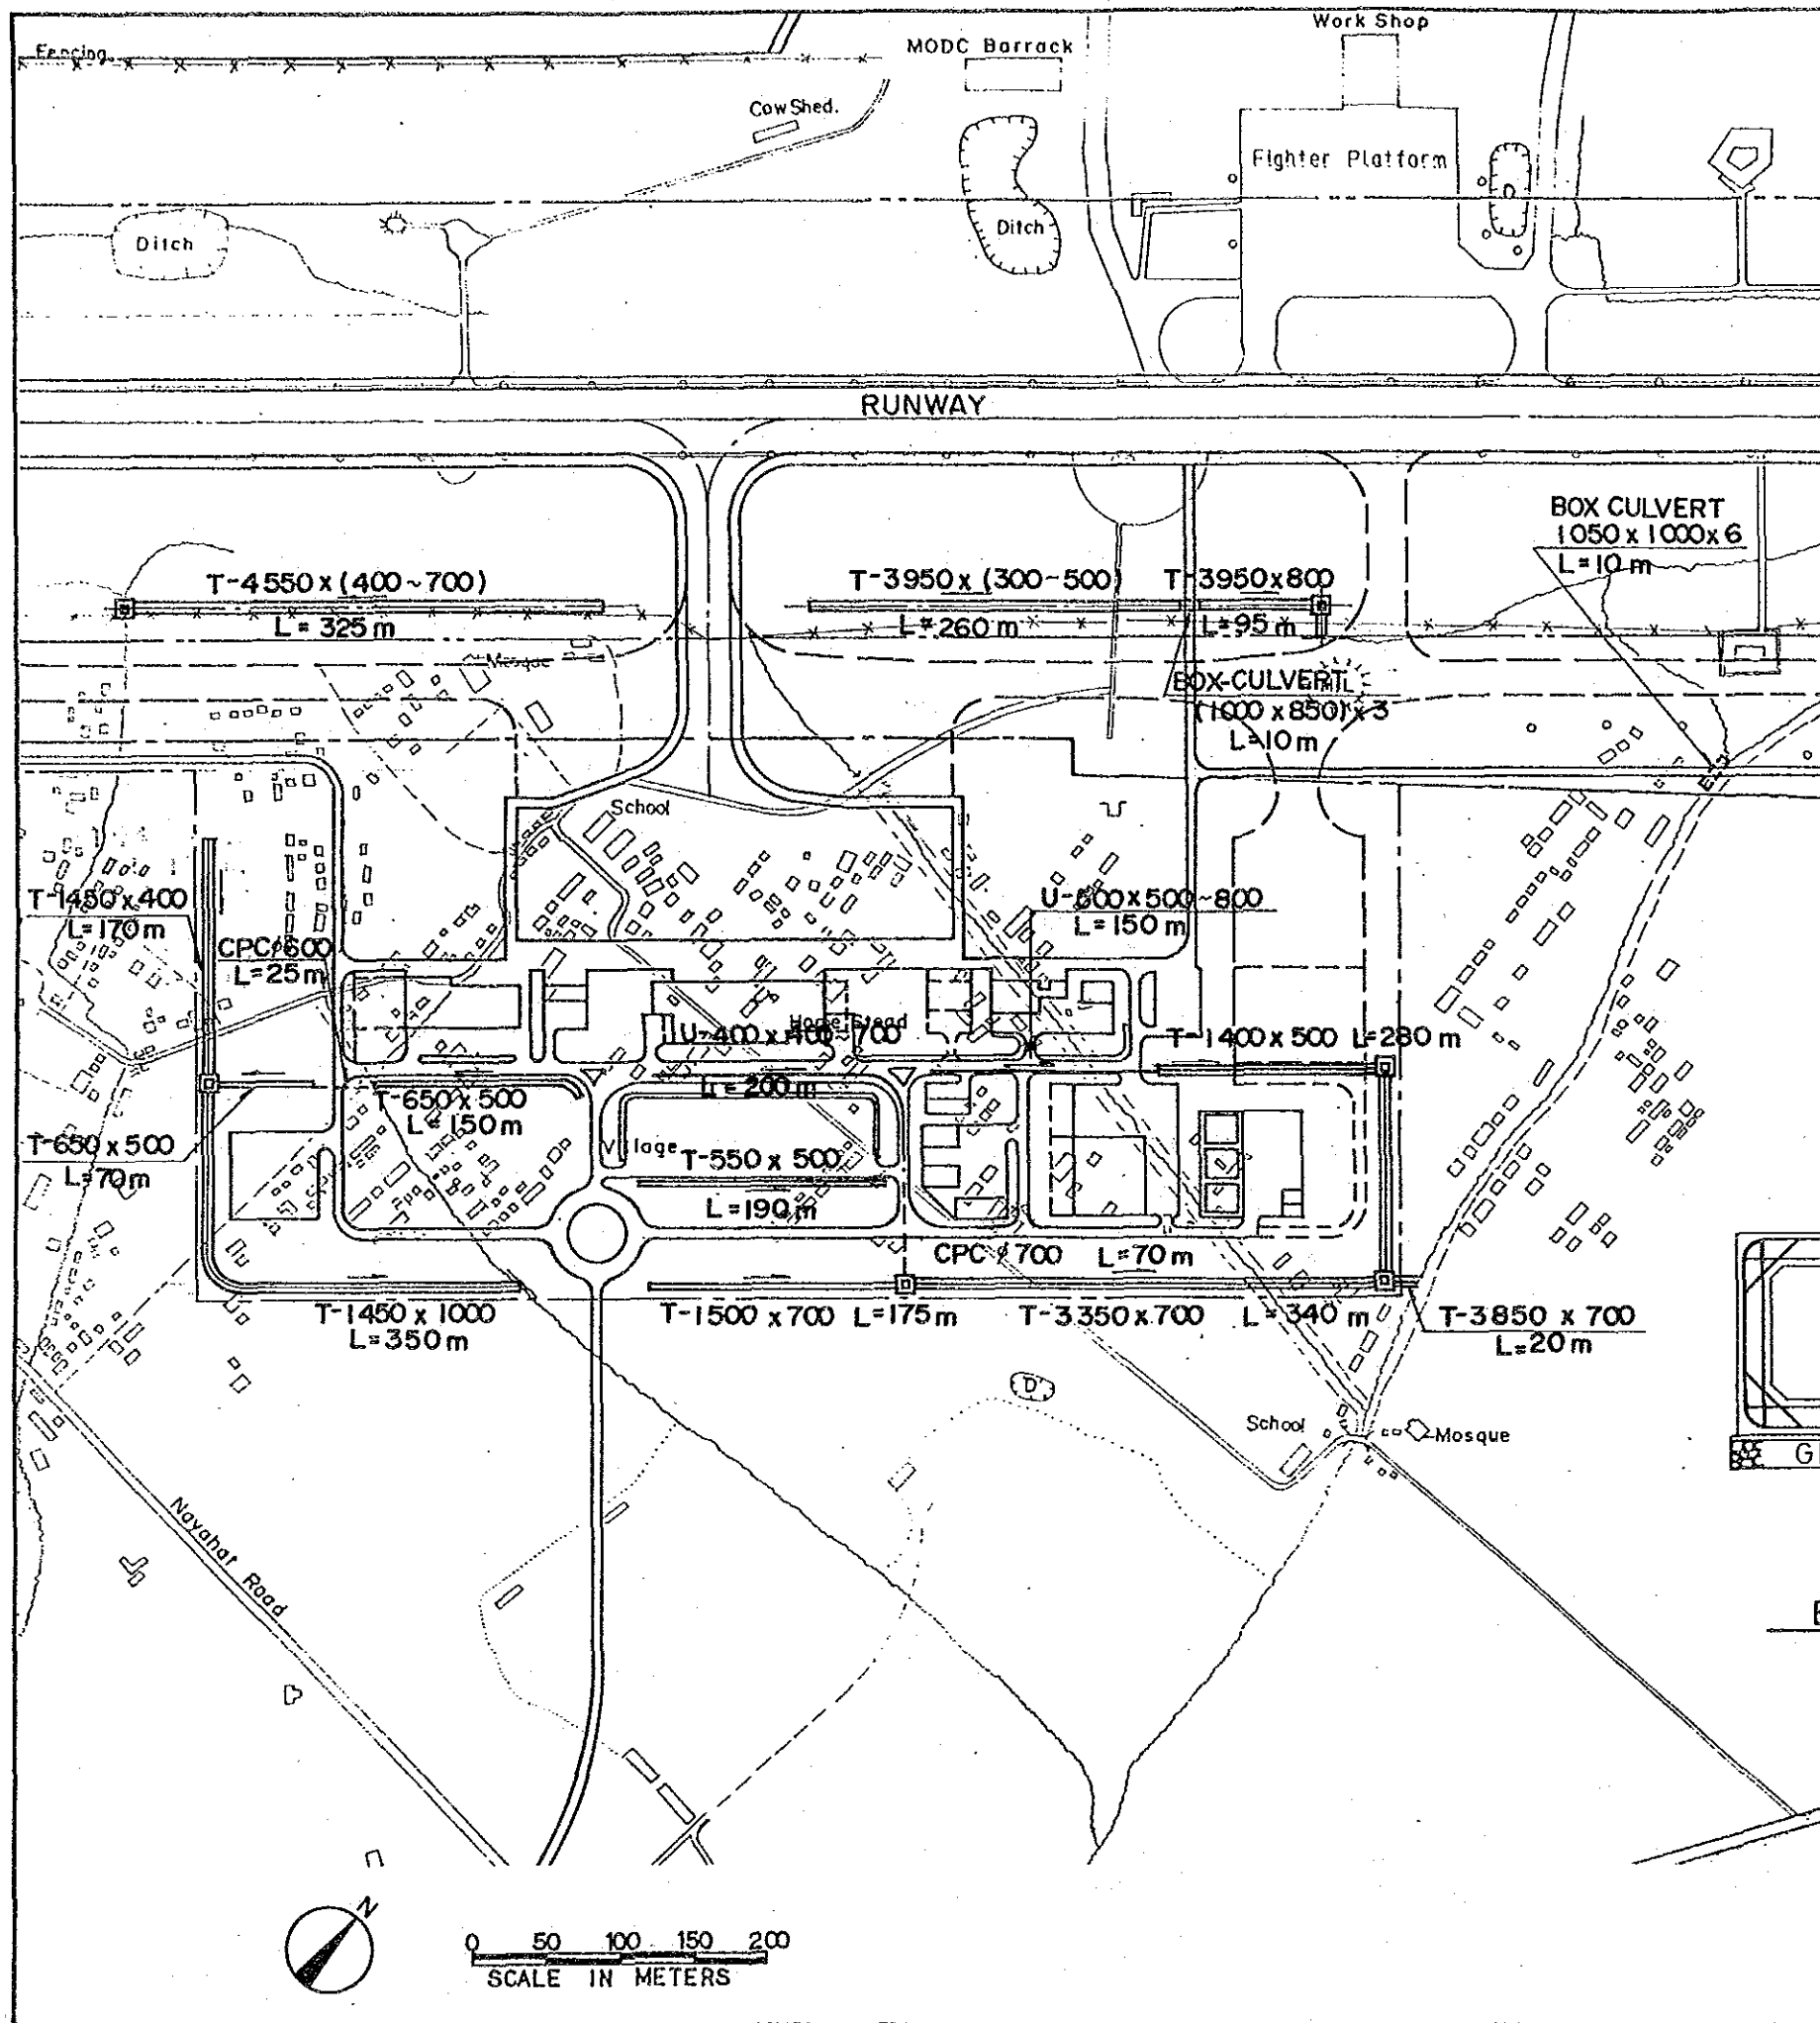 Work Shop
Fencing
MODC Barrack
Cow Shed.
Fighter Platform
Ditch
Ditch
RUNWAY
BOX CULVERT
1050 x 1000 x 6
L=10 m
T-4550 x (400~700)
L=325 m
T-3950 x (300~500)
L=260 m
T-3950x800
L=95 m
Mosque
BOX-CULVERT
(1000 x 850) x 3
L=10 m
School
T-1450 x 400
L=170 m
U-600 x 500~800
L=150 m
CPC ø600
L=25 m
Home Stead
U-400 x 400~700
L=200 m
T-1400 x 500 L=280 m
T-650 x 500
L=150 m
T-650 x 500
L=70 m
Village
T-550 x 500
L=190 m
CPC ø 700 L=70 m
T-1450 x 1000
L=350 m
T-1500 x 700 L=175 m
T-3350 x 700 L=340 m
T-3850 x 700
L=20 m
D
School
Mosque
G
Nayahat Road
N
0 50 100 150 200
SCALE IN METERS